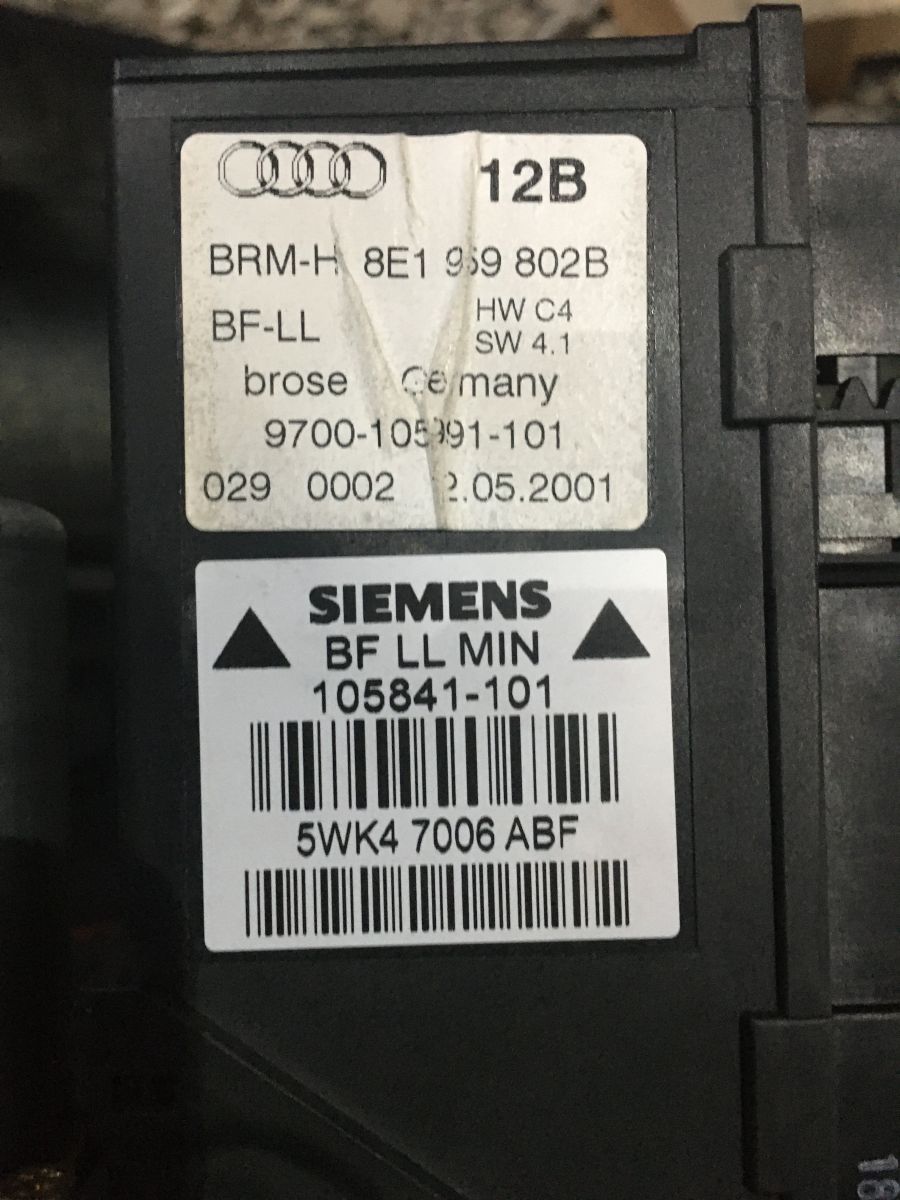 12B
BRM-H 8E1 959 802B
BF-LL
HW C4
SW 4.1
brose Germany
9700-105991-101
029 0002 2.05.2001
SIEMENS
BF LL MIN
105841-101
5WK4 7006 ABF
18